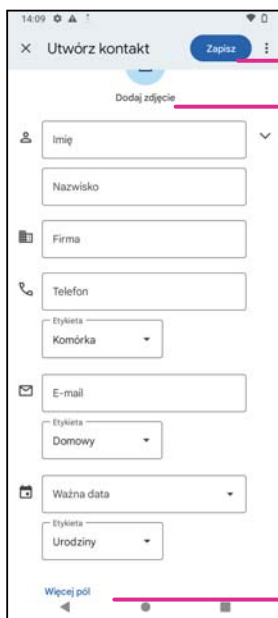 14:09
Utwórz kontakt
Zapisz
Dodaj zdjęcie
Imię
Nazwisko
Firma
Telefon
Etykieta
Komórka
E-mail
Etykieta
Domowy
Ważna data
Etykieta
Urodziny
Więcej pól